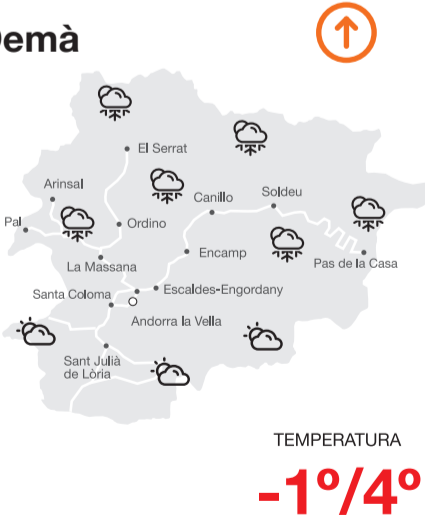 Demà
El Serrat
Arinsal
Canillo
Soldeu
Pal
Ordino
Encamp
Pas de la Casa
La Massana
Santa Coloma
Escaldes-Engordany
Andorra la Vella
Sant Julià
de Lòria
TEMPERATURA
-1º/4º